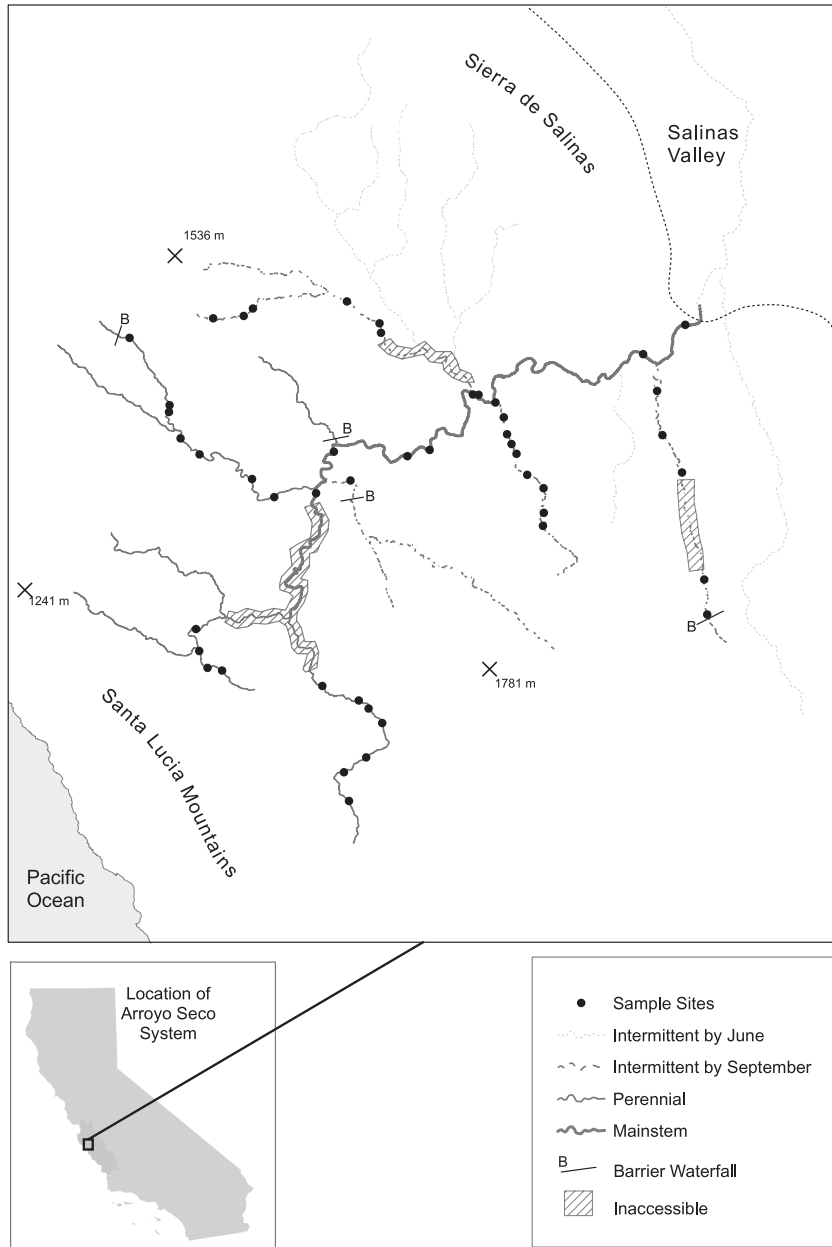 Sierra de Salinas
Salinas
Valley
1536 m
B
B
B
1241 m
B
1781 m
Santa Lucia Mountains
Pacific
Ocean
Location of
Arroyo Seco
System
Sample Sites
Intermittent by June
Intermittent by September
Perennial
Mainstem
B
Barrier Waterfall
Inaccessible